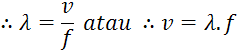 ∴ λ = v/f atau ∴ v = λ.f